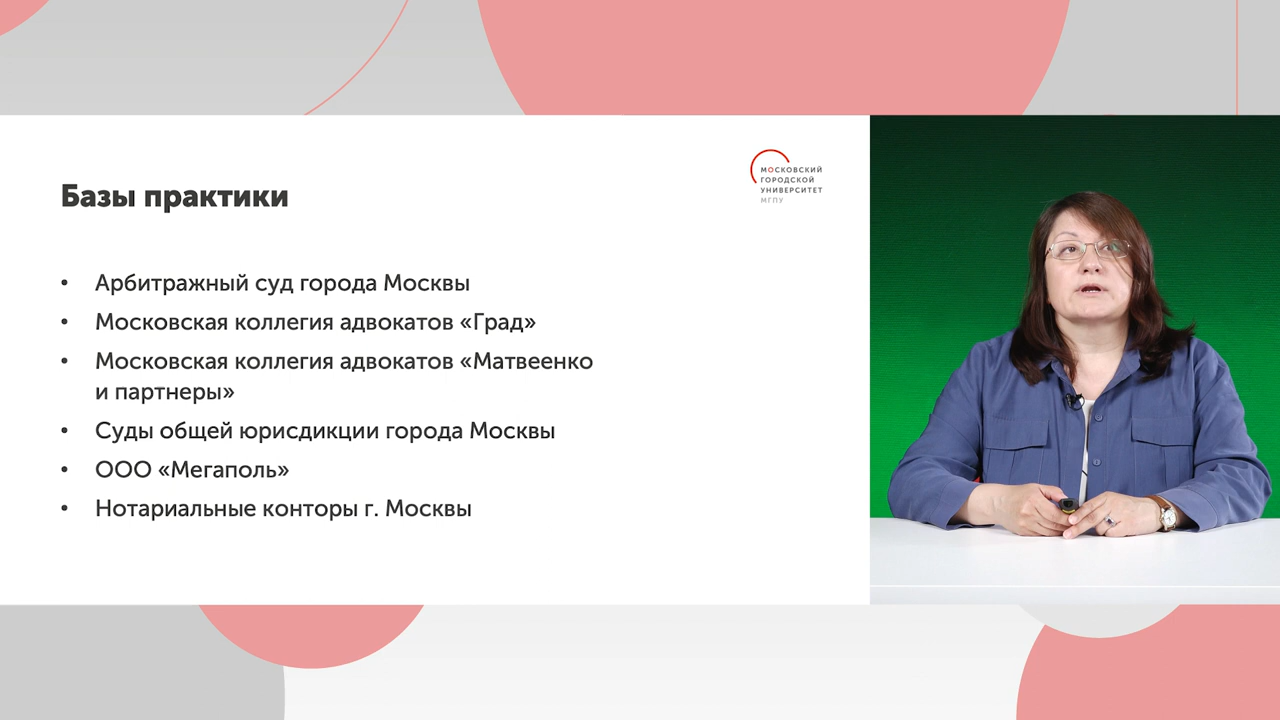 Базы практики
МОСКОВСКИЙ
ГОРОДСКОЙ
УНИВЕРСИТЕТ
МГПУ
• Арбитражный суд города Москвы
• Московская коллегия адвокатов «Град»
• Московская коллегия адвокатов «Матвеенко
и партнеры»
• Суды общей юрисдикции города Москвы
• ООО «Мегаполь»
• Нотариальные конторы г. Москвы